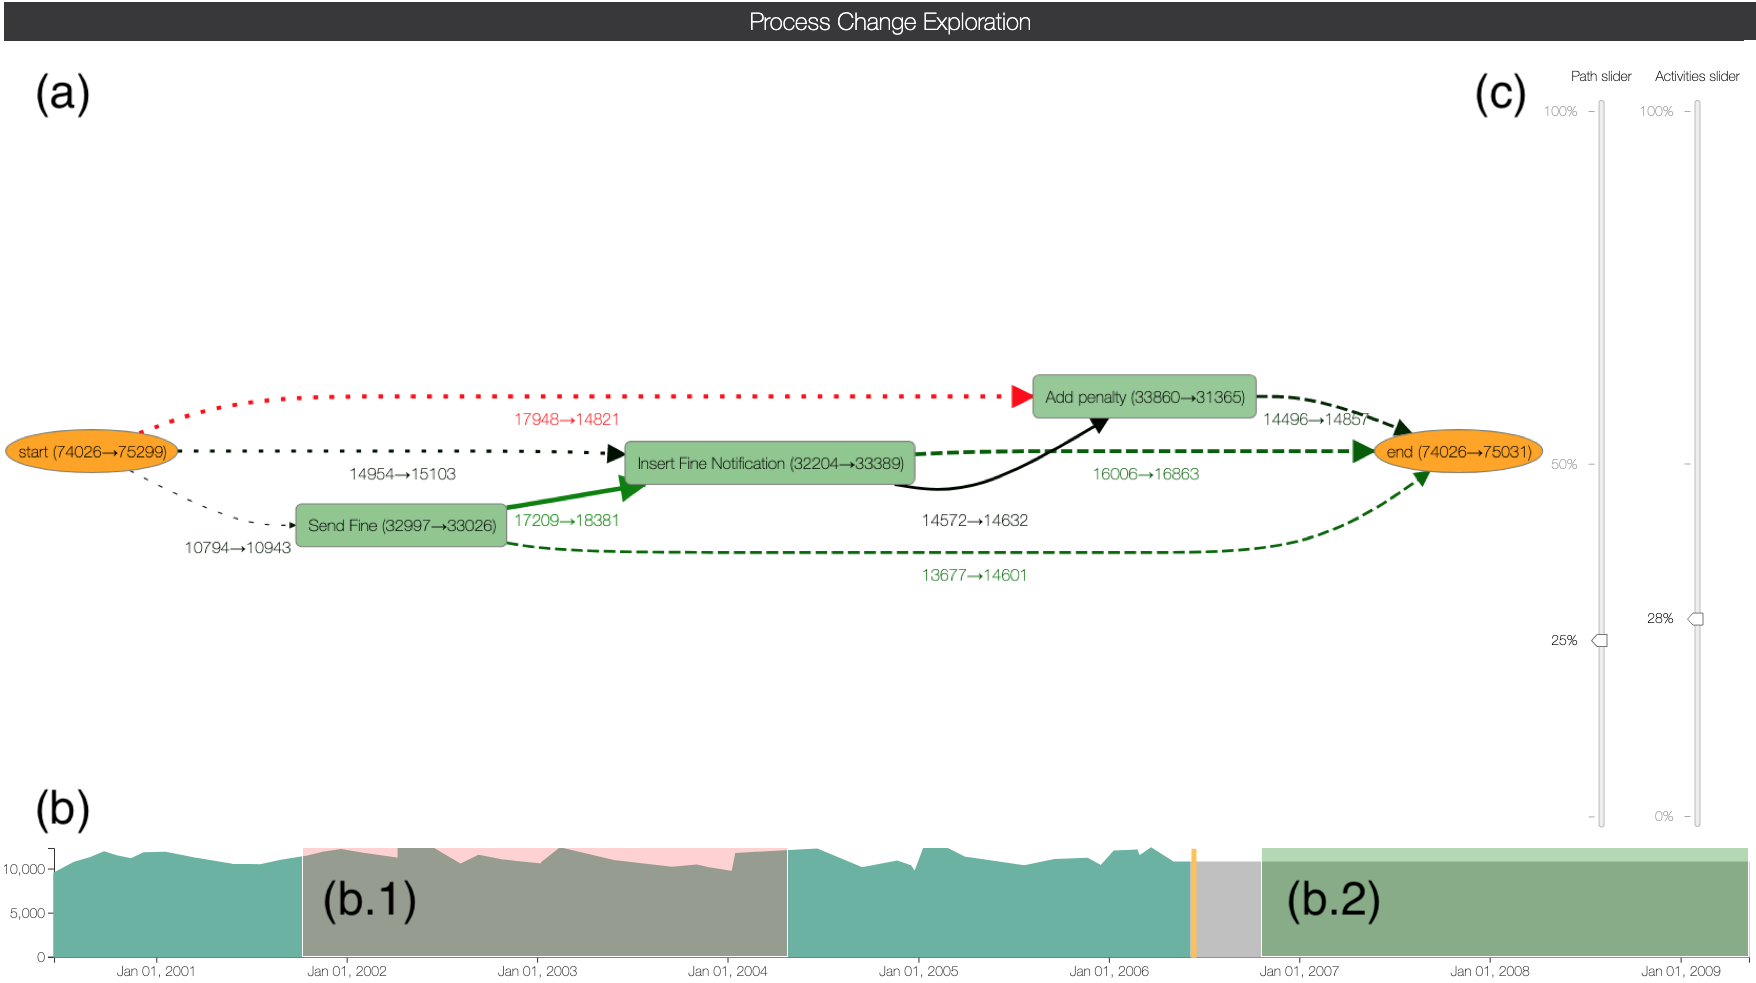 Process Change Exploration
(a)
(c)
Path slider
Activities slider
100%
100%
17948→14821
Add penalty (33860→31365)
14496→14857
start (74026→75299)
14954→15103
Insert Fine Notification (32204→33389)
16006→16863
end (74026→75031)
50%
10794→10943
Send Fine (32997→33026)
17209→18381
14572→14632
13677→14601
28%
25%
0%
(b)
10,000
5,000
0
(b.1)
(b.2)
Jan 01, 2001
Jan 01, 2002
Jan 01, 2003
Jan 01, 2004
Jan 01, 2005
Jan 01, 2006
Jan 01, 2007
Jan 01, 2008
Jan 01, 2009